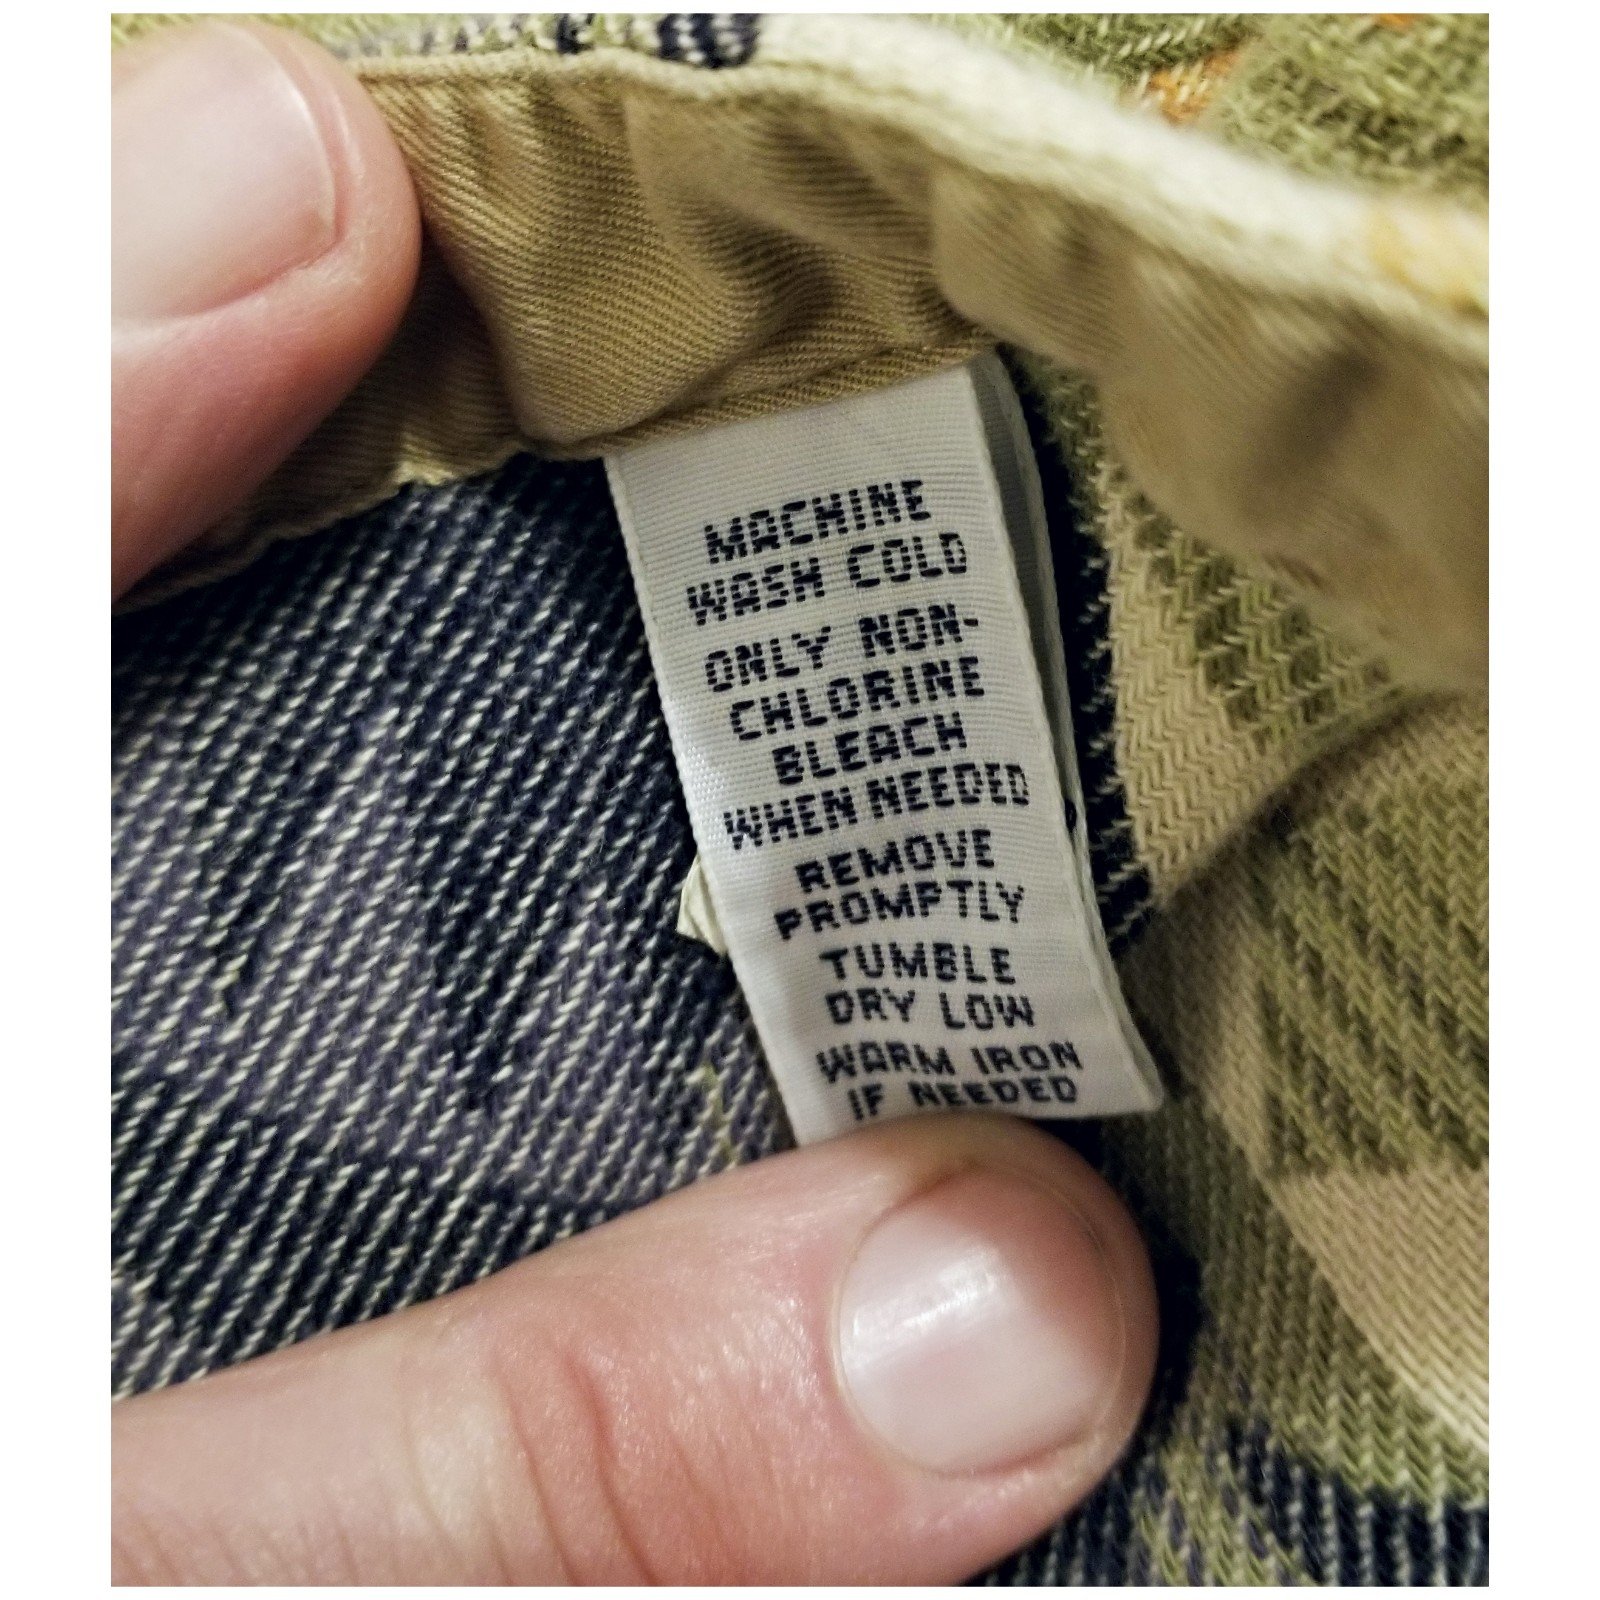 MACHINE
WASH COLD
ONLY NON-
CHLORINE
BLEACH
WHEN NEEDED
REMOVE
PROMPTLY
TUMBLE
DRY LOW
WARM IRON
IF NEEDED